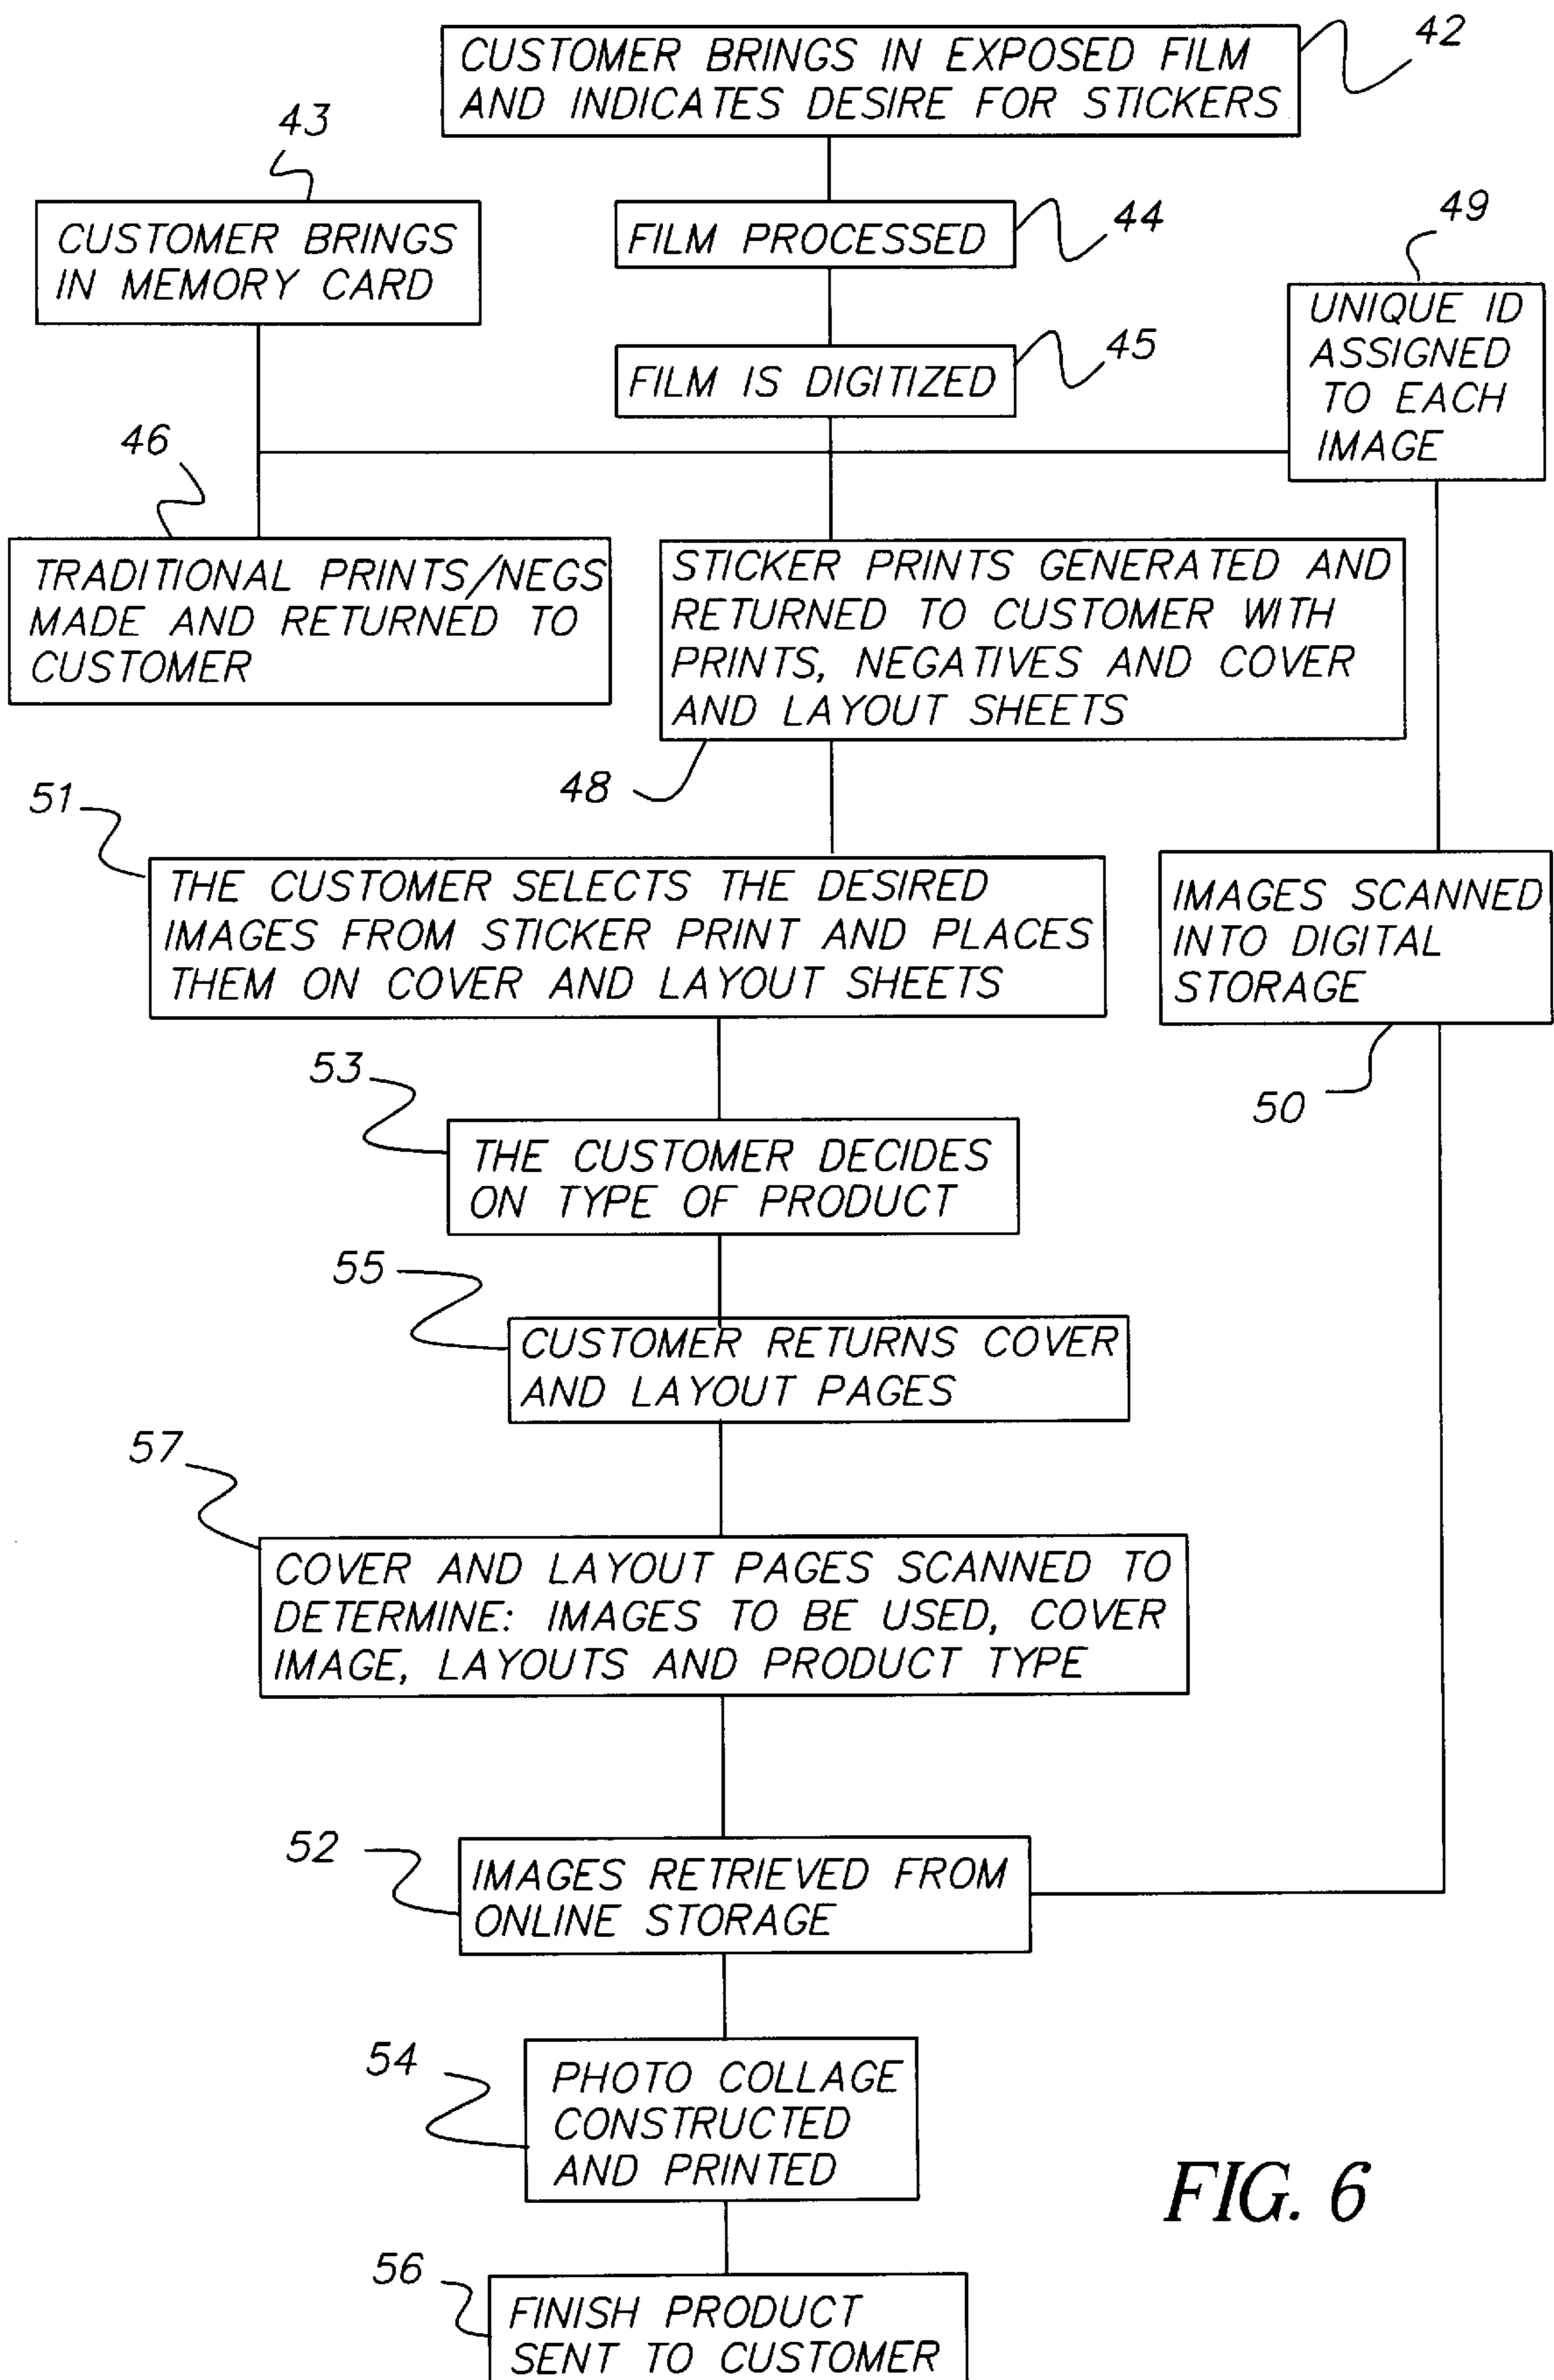 42
CUSTOMER BRINGS IN EXPOSED FILM
AND INDICATES DESIRE FOR STICKERS
43
CUSTOMER BRINGS
IN MEMORY CARD
FILM PROCESSED
44
49
UNIQUE ID
ASSIGNED
TO EACH
IMAGE
FILM IS DIGITIZED
45
46
TRADITIONAL PRINTS/NEGS
MADE AND RETURNED TO
CUSTOMER
STICKER PRINTS GENERATED AND
RETURNED TO CUSTOMER WITH
PRINTS, NEGATIVES AND COVER
AND LAYOUT SHEETS
48
51
THE CUSTOMER SELECTS THE DESIRED
IMAGES FROM STICKER PRINT AND PLACES
THEM ON COVER AND LAYOUT SHEETS
IMAGES SCANNED
INTO DIGITAL
STORAGE
50
53
THE CUSTOMER DECIDES
ON TYPE OF PRODUCT
55
CUSTOMER RETURNS COVER
AND LAYOUT PAGES
57
COVER AND LAYOUT PAGES SCANNED TO
DETERMINE: IMAGES TO BE USED, COVER
IMAGE, LAYOUTS AND PRODUCT TYPE
52
IMAGES RETRIEVED FROM
ONLINE STORAGE
54
PHOTO COLLAGE
CONSTRUCTED
AND PRINTED
FIG. 6
56
FINISH PRODUCT
SENT TO CUSTOMER